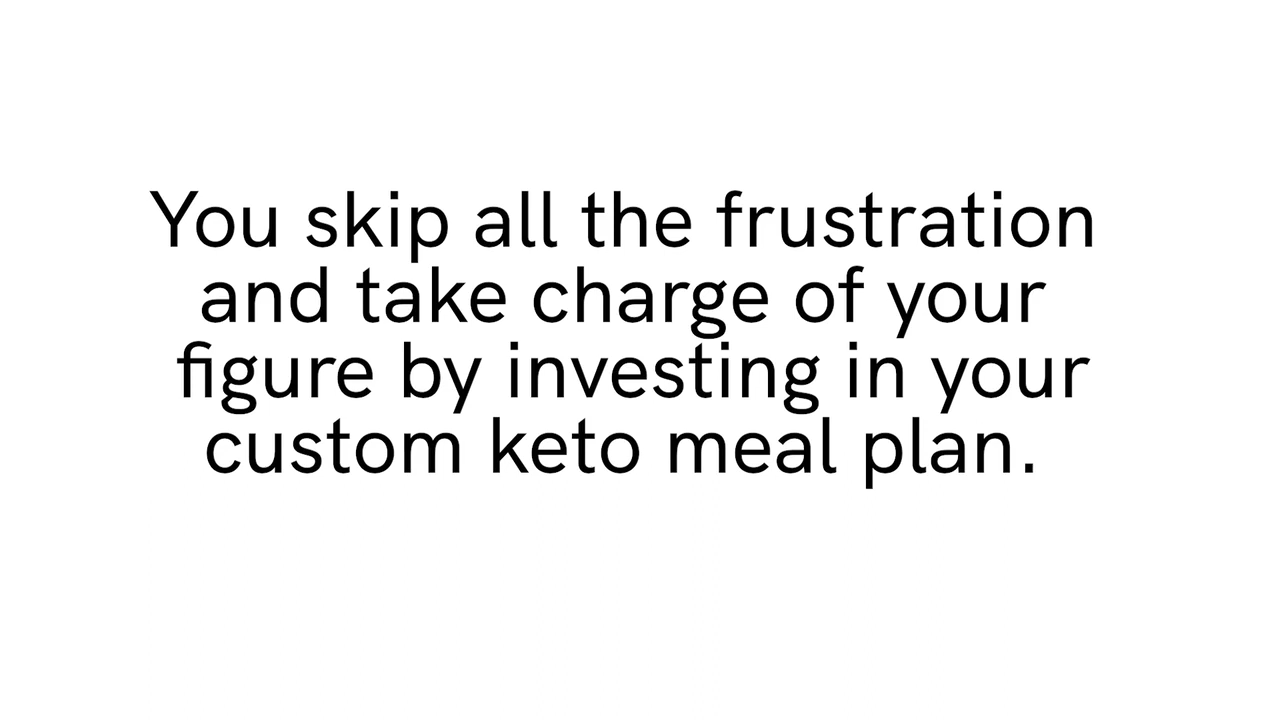 You skip all the frustration
and take charge of your
figure by investing in your
custom keto meal plan.